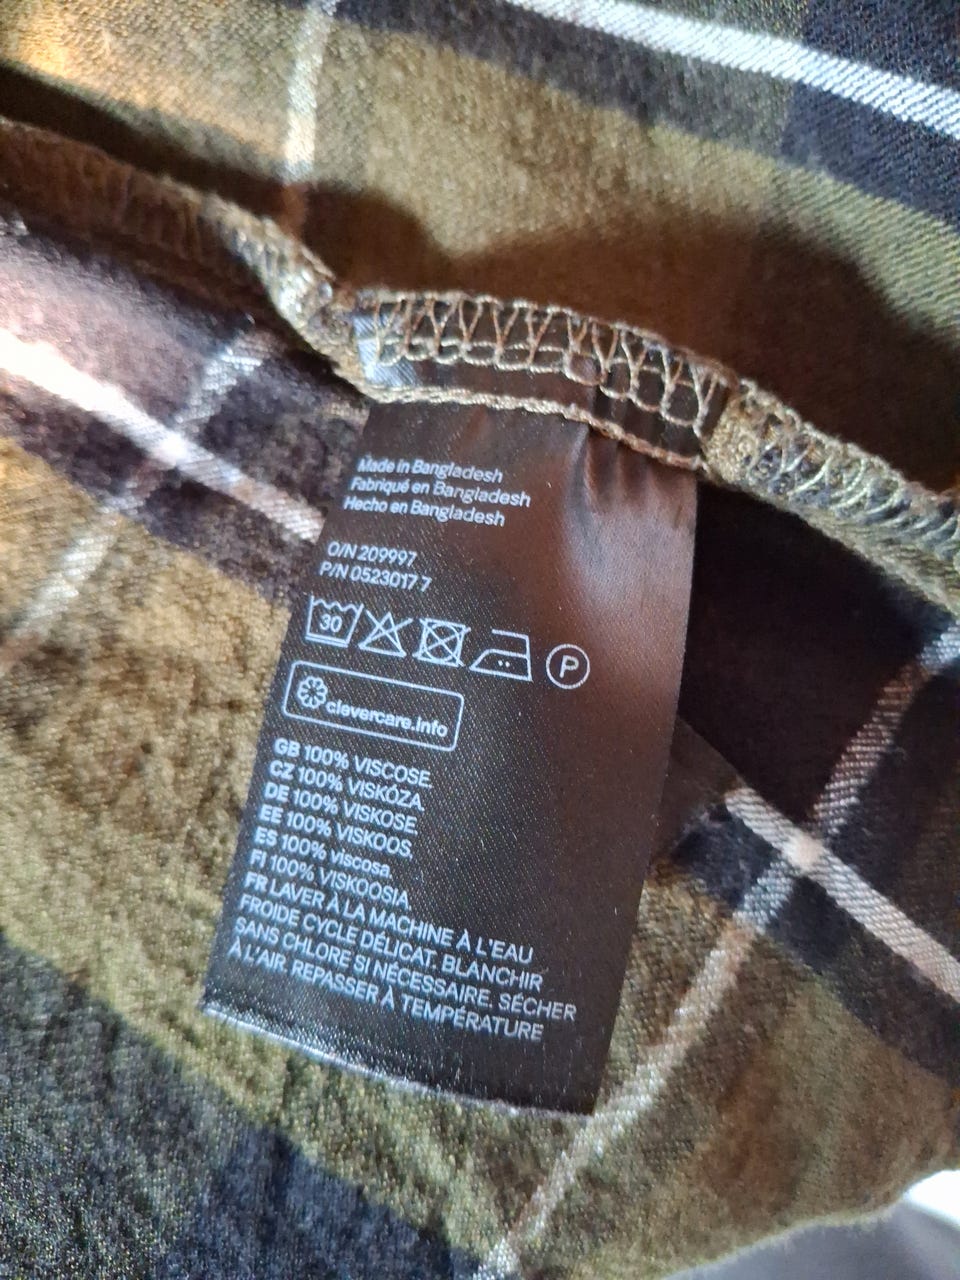 Made in Bangladesh
Fabriqué en Bangladesh
Hecho en Bangladesh
O/N 209997
P/N 0523017 7
30
P
clevercare.info
GB 100% VISCOSE
CZ 100% VISKÓZA
DE 100% VISKOSE
EE 100% VISKOOS,
ES 100% viscosa.
FI 100% VISKOOSIA
FR LAVER À LA MACHINE À L'EAU
FROIDE CYCLE DÉLICAT. BLANCHIR
SANS CHLORE SI NÉCESSAIRE. SÉCHER
À L'AIR. REPASSER À TEMPÉRATURE